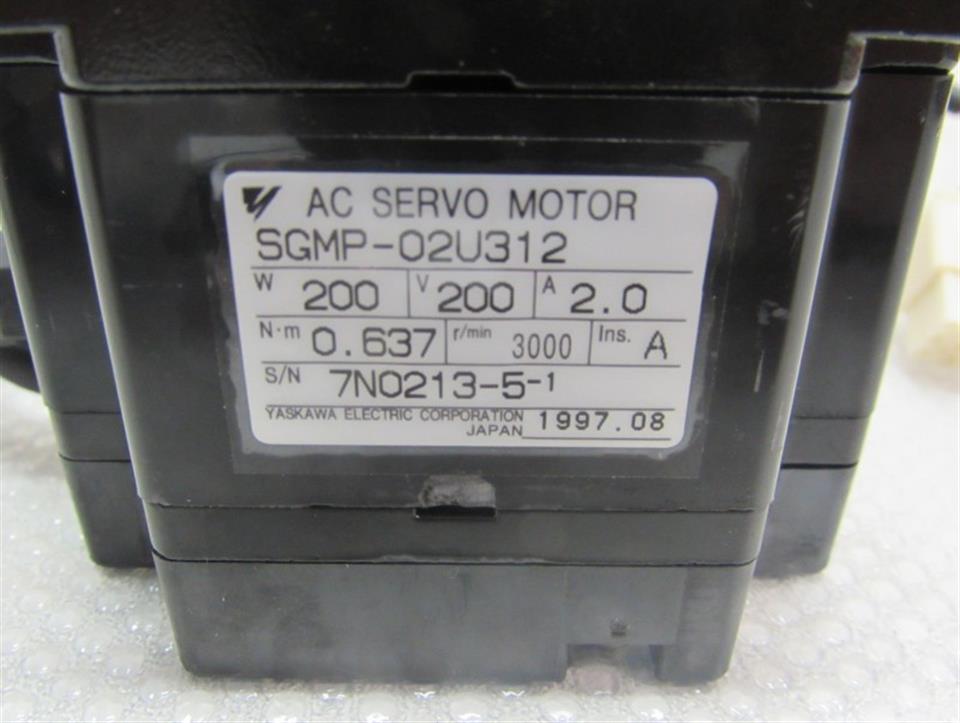 AC SERVO MOTOR
SGMP-02U312
W 200 V 200 A 2.0
N·m 0.637 r/min 3000 Ins. A
S/N 7N0213-5-1
YASKAWA ELECTRIC CORPORATION
JAPAN 1997.08